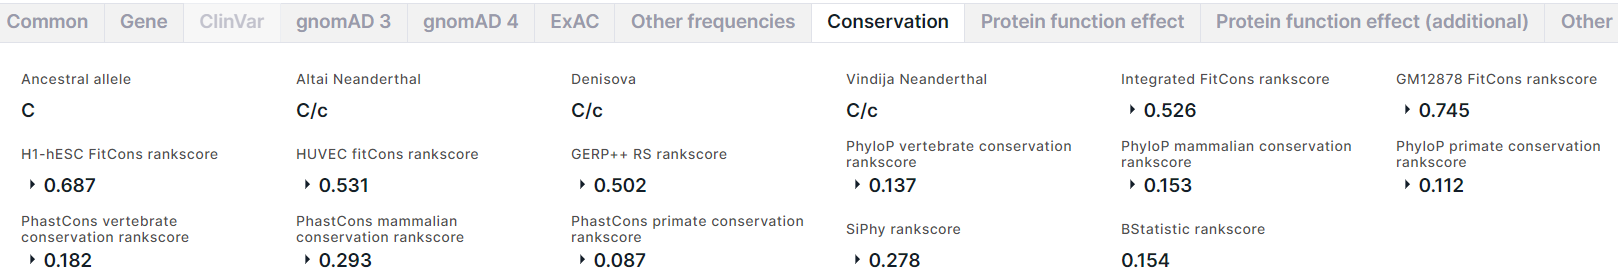 Common Gene ClinVar gnomAD 3 gnomAD 4 ExAC Other frequencies Conservation Protein function effect Protein function effect (additional) Other
Ancestral allele Altai Neanderthal Denisova Vindija Neanderthal Integrated FitCons rankscore GM12878 FitCons rankscore
C C/c C/c C/c 0.526 0.745
H1-hESC FitCons rankscore HUVEC fitCons rankscore GERP++ RS rankscore PhyloP vertebrate conservation rankscore PhyloP mammalian conservation rankscore PhyloP primate conservation rankscore
0.687 0.531 0.502 0.137 0.153 0.112
PhastCons vertebrate conservation rankscore PhastCons mammalian conservation rankscore PhastCons primate conservation rankscore SiPhy rankscore BStatistic rankscore
0.182 0.293 0.087 0.278 0.154